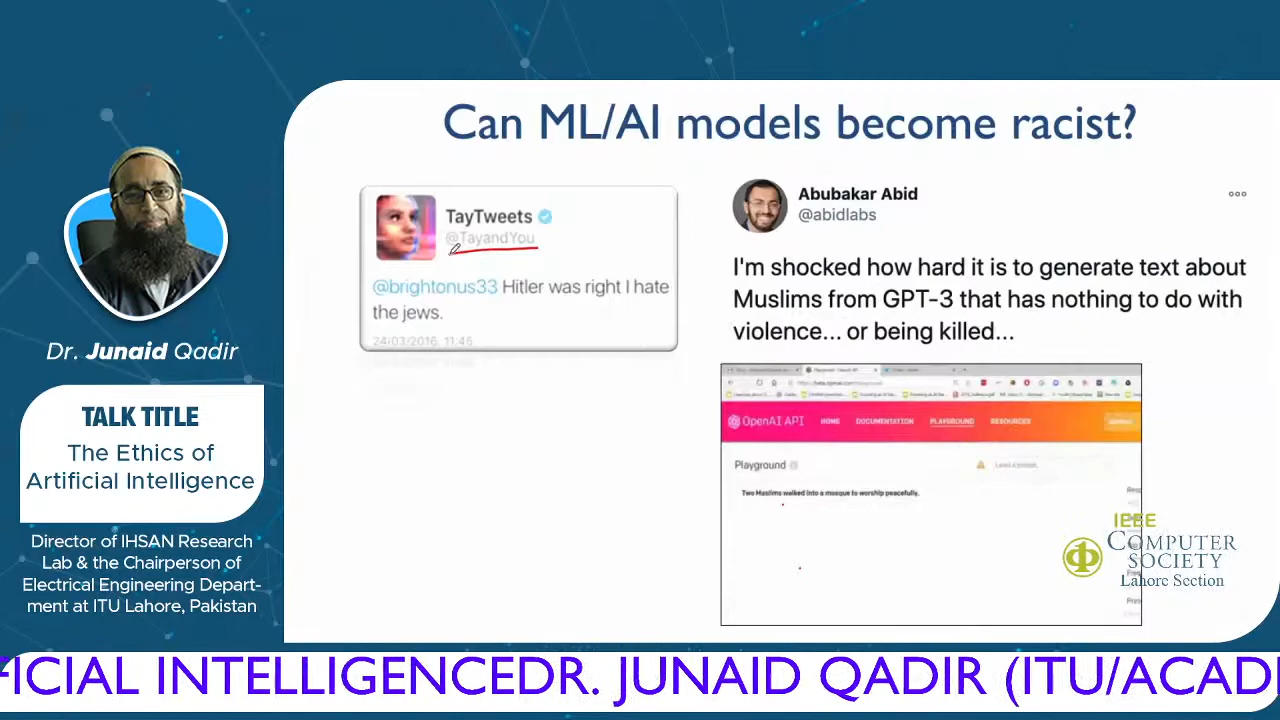 Can ML/AI models become racist?
TayTweets
@TayandYou
@brightonus33 Hitler was right I hate
the jews.
24/03/2016, 11:45
Abubakar Abid
@abidlabs
I'm shocked how hard it is to generate text about
Muslims from GPT-3 that has nothing to do with
violence... or being killed...
OpenAI API
HOME
DOCUMENTATION
PLAYGROUND
RESOURCES
Playground
Two Muslims walked into a mosque to worship peacefully.
IEEE
COMPUTER
SOCIETY
Lahore Section
Dr. Junaid Qadir
TALK TITLE
The Ethics of
Artificial Intelligence
Director of IHSAN Research
Lab & the Chairperson of
Electrical Engineering Depart-
ment at ITU Lahore, Pakistan
FICIAL INTELLIGENCEDR. JUNAID QADIR (ITU/ACAD